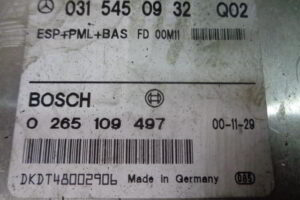 031 545 09 32 Q02
ESP+PML+BAS FD 00M11
BOSCH
0 265 109 497 00-11-29
DKDT48002906 Made in Germany